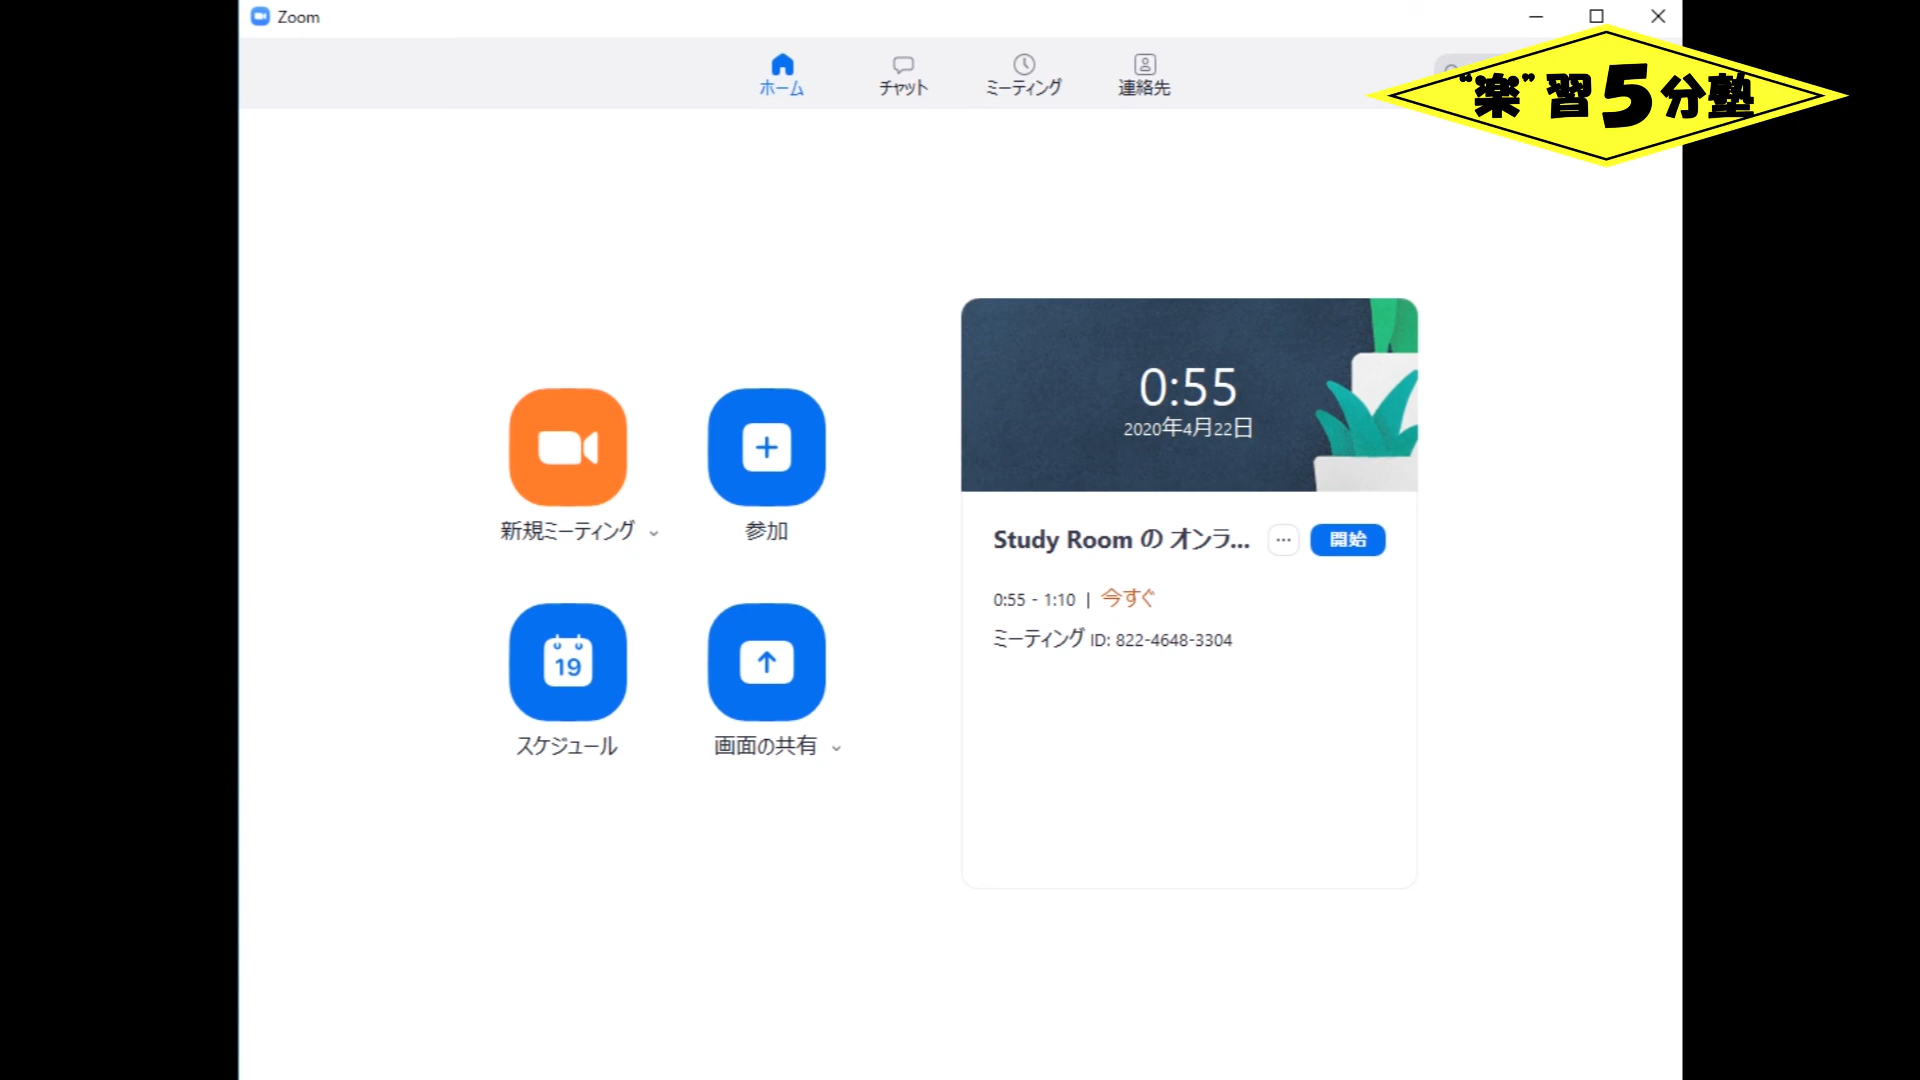 Zoom
ホーム
チャット
ミーティング
連絡先
“楽”習5分塾
0:55
2020年4月22日
新規ミーティング
参加
Study Room の オンラ... ... 開始
0:55 - 1:10 | 今すぐ
ミーティング ID: 822-4648-3304
19
スケジュール
画面の共有